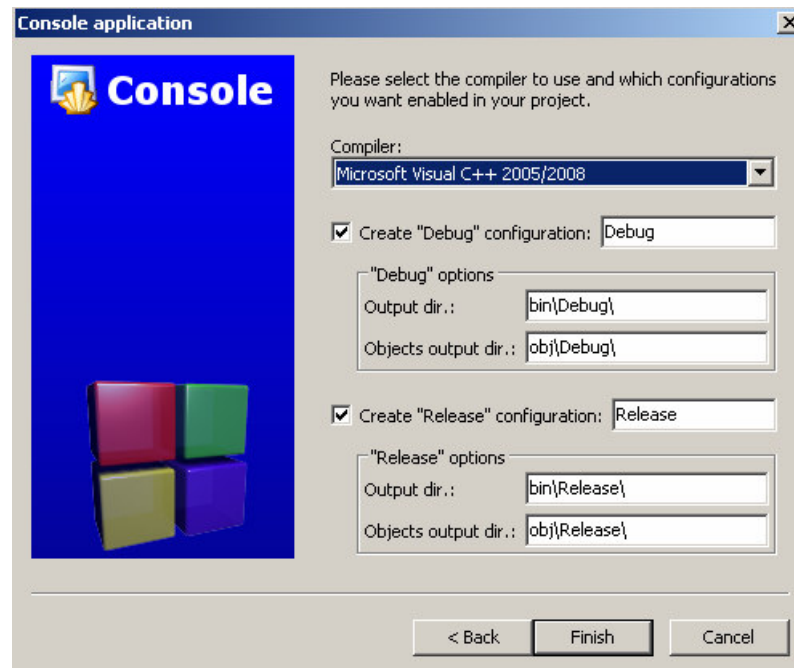 Console application
Console
Please select the compiler to use and which configurations
you want enabled in your project.
Compiler:
Microsoft Visual C++ 2005/2008
Create "Debug" configuration: Debug
"Debug" options
Output dir.: bin\Debug\
Objects output dir.: obj\Debug\
Create "Release" configuration: Release
"Release" options
Output dir.: bin\Release\
Objects output dir.: obj\Release\
< Back Finish Cancel